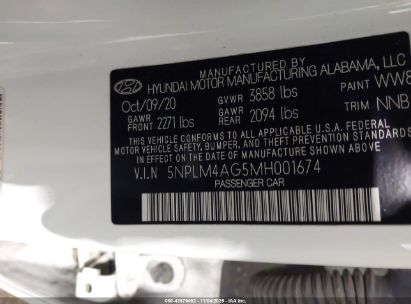 MANUFACTURED BY
HYUNDAI MOTOR MANUFACTURING ALABAMA, LLC
Oct/09/20 GVWR 3858 lbs PAINT WW8
GAWR FRONT 2271 lbs GAWR REAR 2094 lbs TRIM NNB
THIS VEHICLE CONFORMS TO ALL APPLICABLE U.S.A. FEDERAL
MOTOR VEHICLE SAFETY, BUMPER, AND THEFT PREVENTION STANDARDS
IN EFFECT ON THE DATE OF MANUFACTURE SHOWN ABOVE.
V.I.N 5NPLM4AG5MH001674
PASSENGER CAR